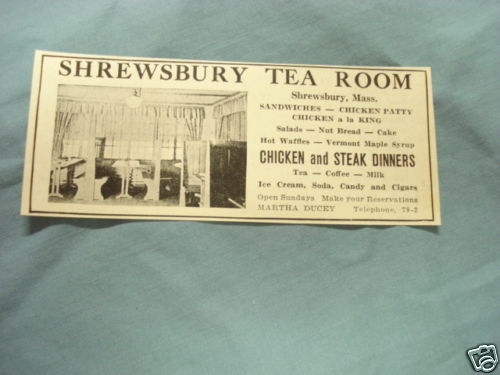 SHREWSBURY TEA ROOM
Shrewsbury, Mass.
SANDWICHES — CHICKEN PATTY
CHICKEN a la KING
Salads — Nut Bread — Cake
Hot Waffles — Vermont Maple Syrup
CHICKEN and STEAK DINNERS
Tea — Coffee — Milk
Ice Cream, Soda, Candy and Cigars
Open Sundays Make your Reservations
MARTHA DUCEY Telephone, 78-2